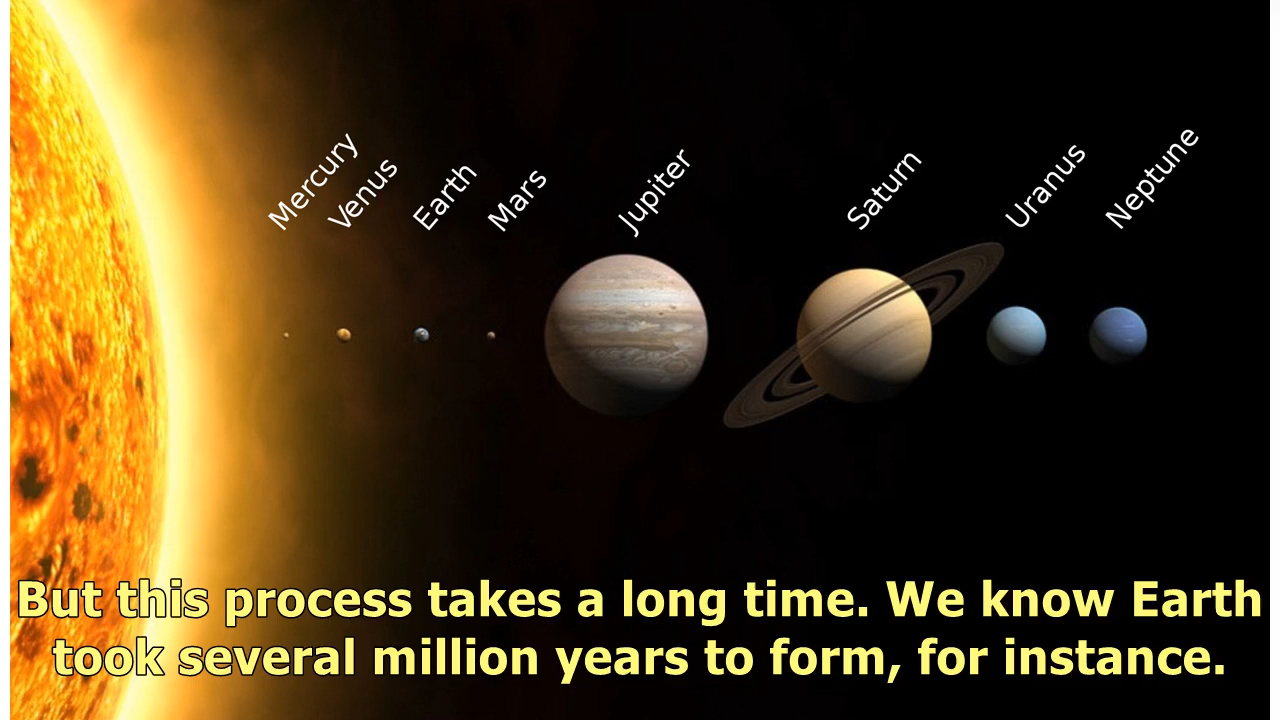 Mercury
Venus
Earth
Mars
Jupiter
Saturn
Uranus
Neptune
But this process takes a long time. We know Earth
took several million years to form, for instance.